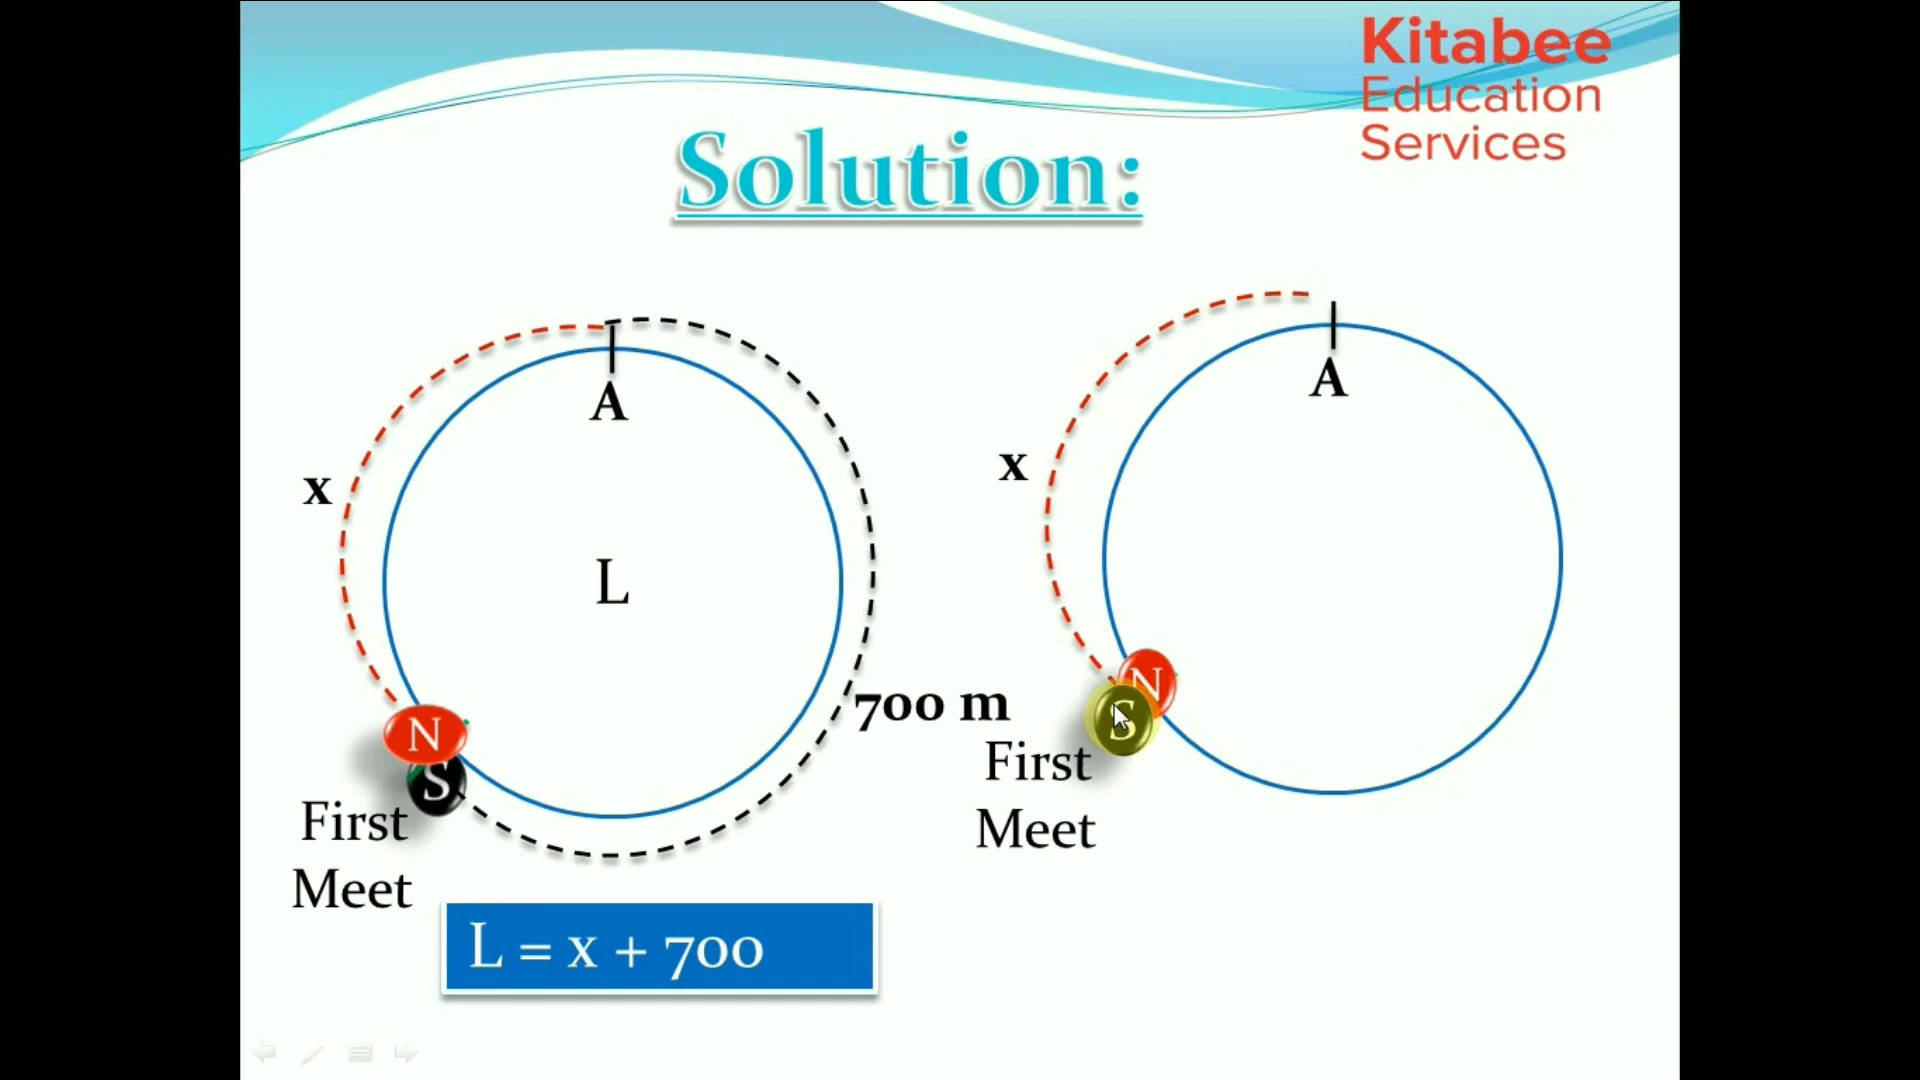 Kitabee
Education
Services
Solution:
A
x
L
N
S
700 m
First
Meet
L = x + 700
A
x
N
S
First
Meet